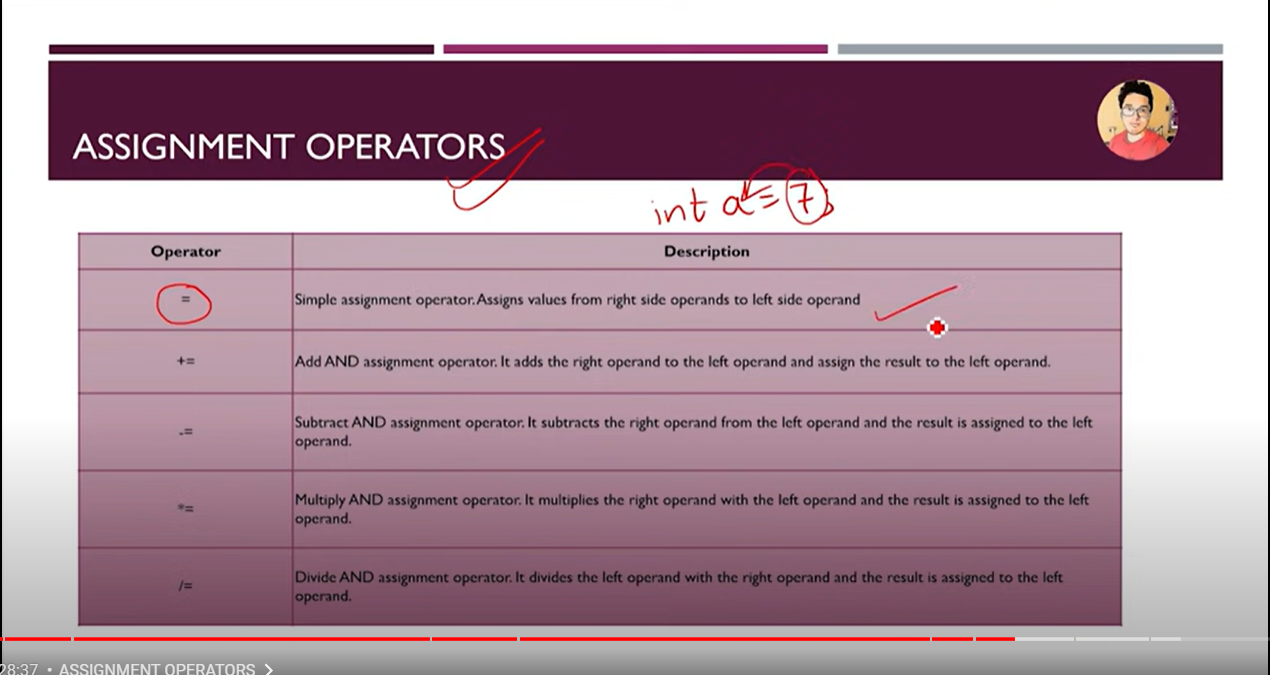 ASSIGNMENT OPERATORS
int a = 7;
Operator Description
= Simple assignment operator. Assigns values from right side operands to left side operand
+= Add AND assignment operator. It adds the right operand to the left operand and assign the result to the left operand.
-= Subtract AND assignment operator. It subtracts the right operand from the left operand and the result is assigned to the left
operand.
*= Multiply AND assignment operator. It multiplies the right operand with the left operand and the result is assigned to the left
operand.
/= Divide AND assignment operator. It divides the left operand with the right operand and the result is assigned to the left
operand.
28:37 • ASSIGNMENT OPERATORS >